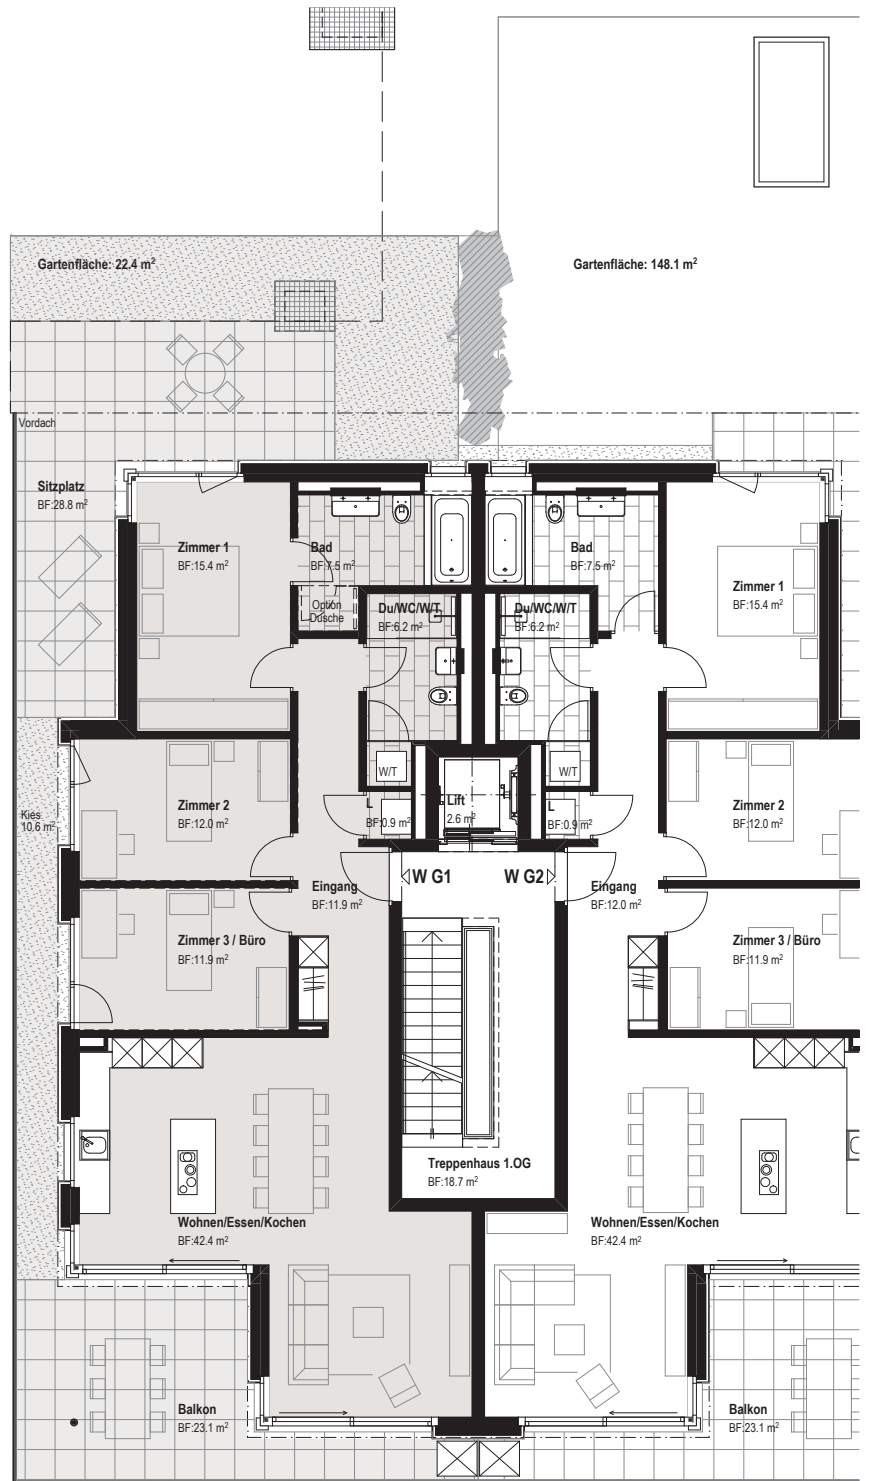 Gartenfläche: 22.4 m²
Gartenfläche: 148.1 m²
Vordach
Sitzplatz
BF:28.8 m²
Zimmer 1
BF:15.4 m²
Bad
BF:7.5 m²
Option
Dusche
Du/WC/W/T
BF:6.2 m²
Du/WC/W/T
BF:6.2 m²
Bad
BF:7.5 m²
Zimmer 1
BF:15.4 m²
W/T
W/T
Kies
10.6 m²
Zimmer 2
BF:12.0 m²
L
BF:0.9 m²
Lift
2.6 m²
L
BF:0.9 m²
Zimmer 2
BF:12.0 m²
W G1
W G2
Eingang
BF:11.9 m²
Eingang
BF:12.0 m²
Zimmer 3 / Büro
BF:11.9 m²
Zimmer 3 / Büro
BF:11.9 m²
Treppenhaus 1.OG
BF:18.7 m²
Wohnen/Essen/Kochen
BF:42.4 m²
Wohnen/Essen/Kochen
BF:42.4 m²
Balkon
BF:23.1 m²
Balkon
BF:23.1 m²